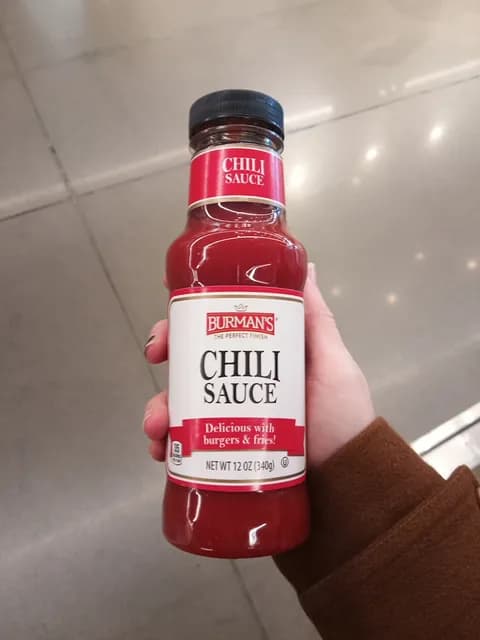 CHILI
SAUCE
BURMAN'S
THE PERFECT FINISH
CHILI
SAUCE
Delicious with
burgers & fries!
NET WT 12 OZ (340g)